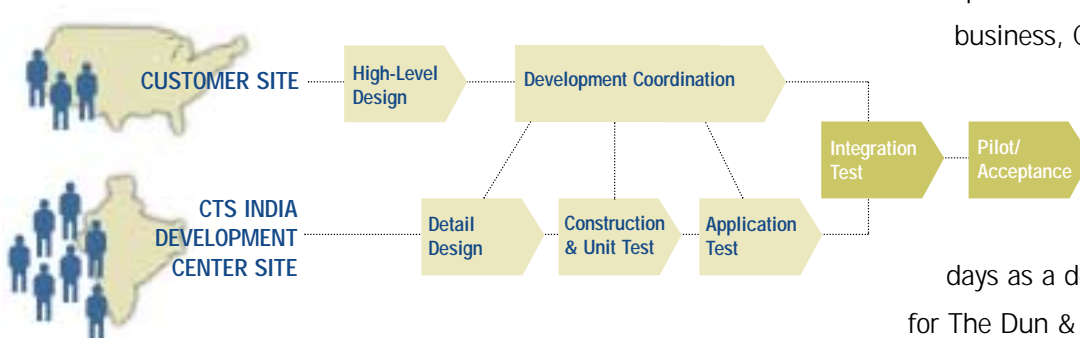 business,
CUSTOMER SITE
High-Level
Design
Development Coordination
Integration
Test
Pilot/
Acceptance
CTS INDIA
DEVELOPMENT
CENTER SITE
Detail
Design
Construction
& Unit Test
Application
Test
days as a d
for The Dun &